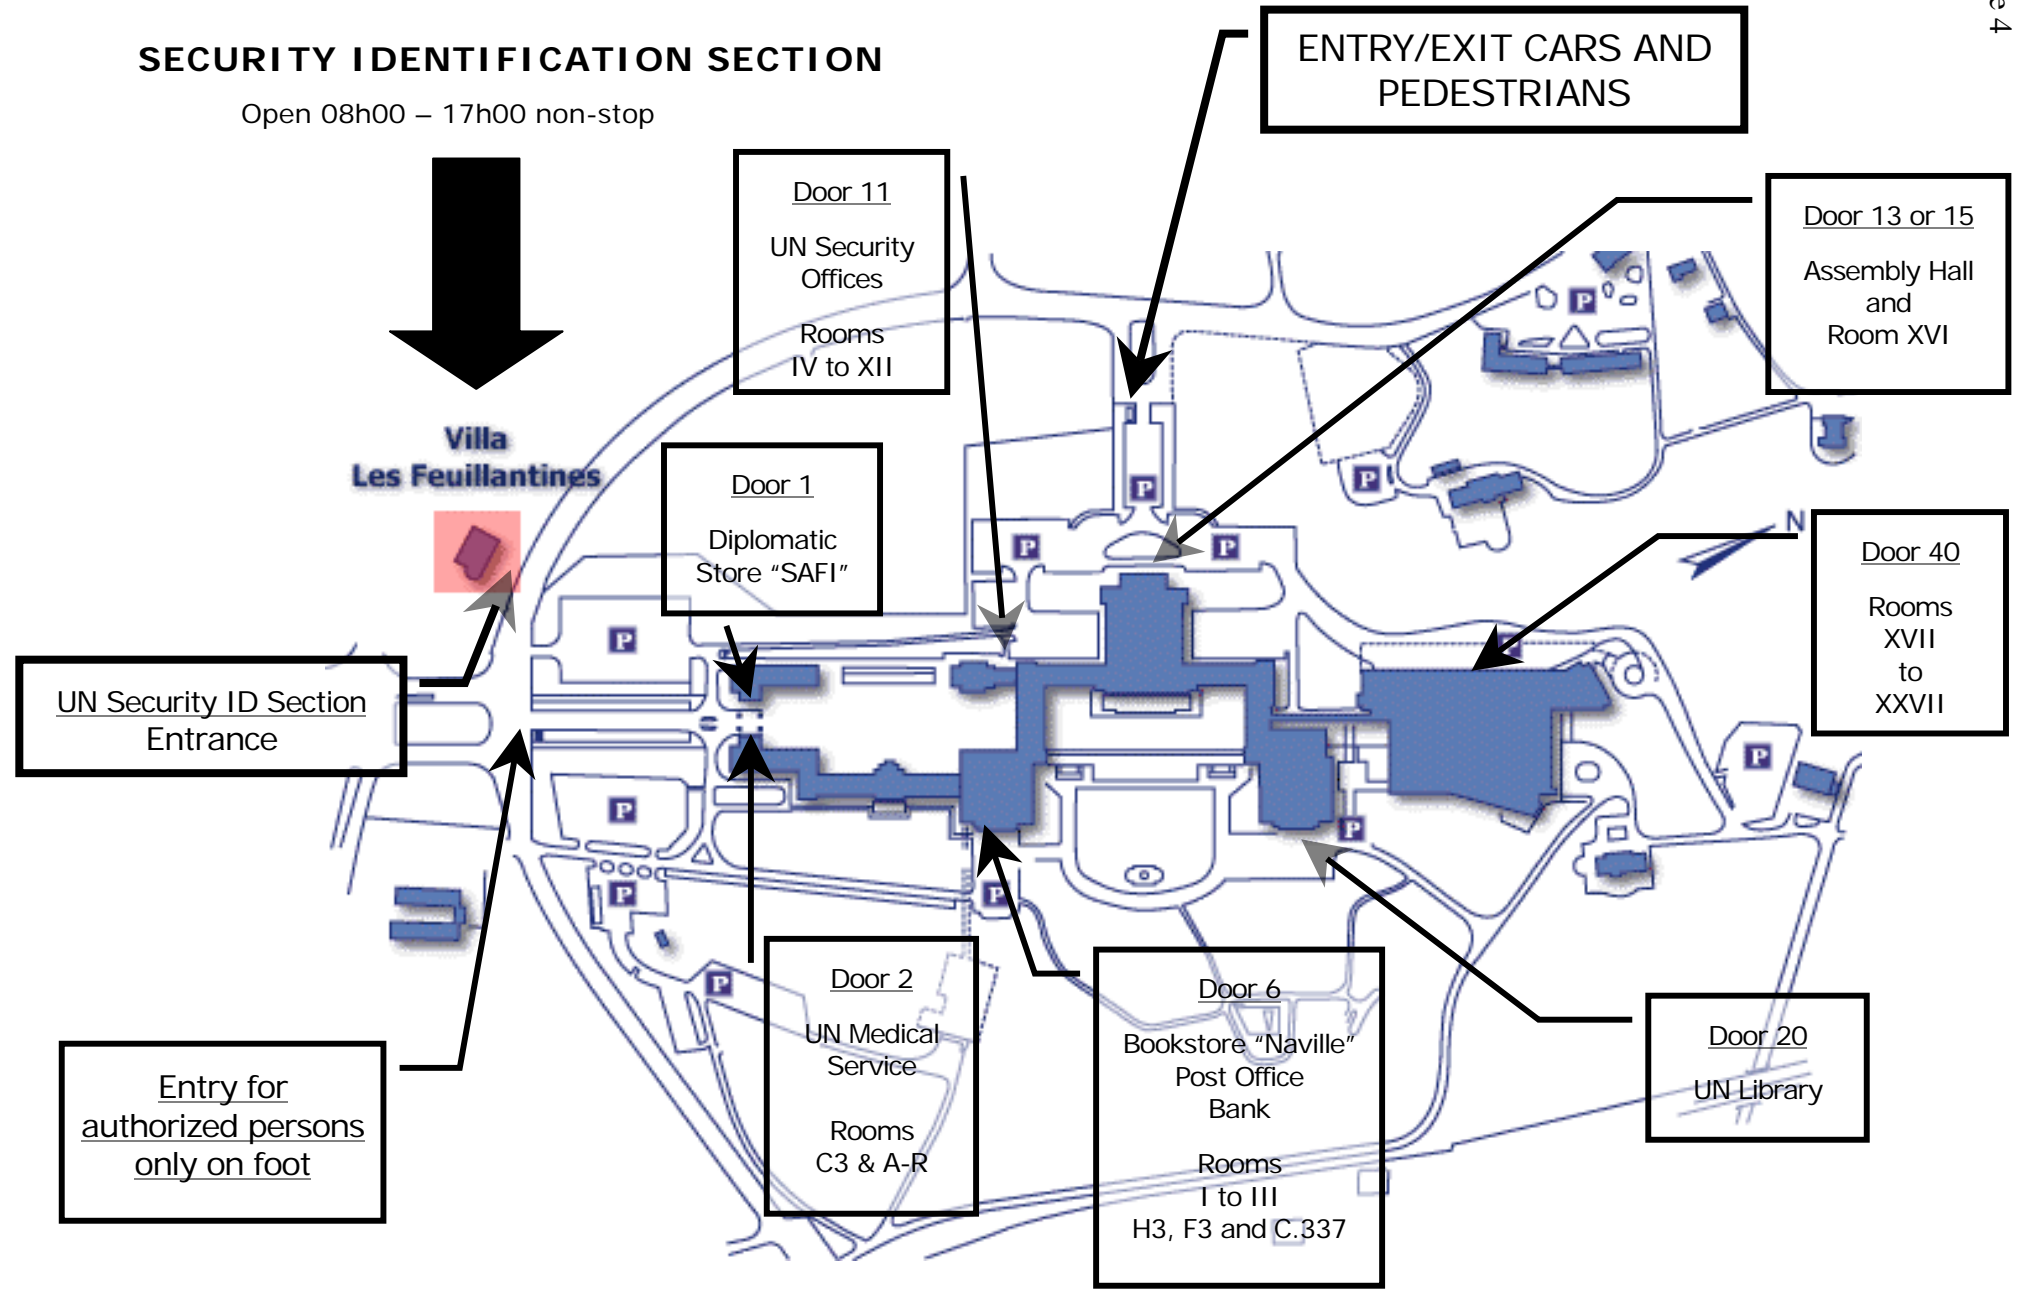 e 4
SECURITY IDENTIFICATION SECTION
Open 08h00 – 17h00 non-stop
ENTRY/EXIT CARS AND
PEDESTRIANS
Door 11
UN Security
Offices
Rooms
IV to XII
Door 13 or 15
Assembly Hall
and
Room XVI
Villa
Les Feuillantines
Door 1
Diplomatic
Store “SAFI”
P
P
P
P
P
P
N
Door 40
Rooms
XVII
to
XXVII
UN Security ID Section
Entrance
P
P
P
P
P
P
P
Entry for
authorized persons
only on foot
Door 2
UN Medical
Service
Rooms
C3 & A-R
Door 6
Bookstore “Naville”
Post Office
Bank
Rooms
I to III
H3, F3 and C.337
Door 20
UN Library